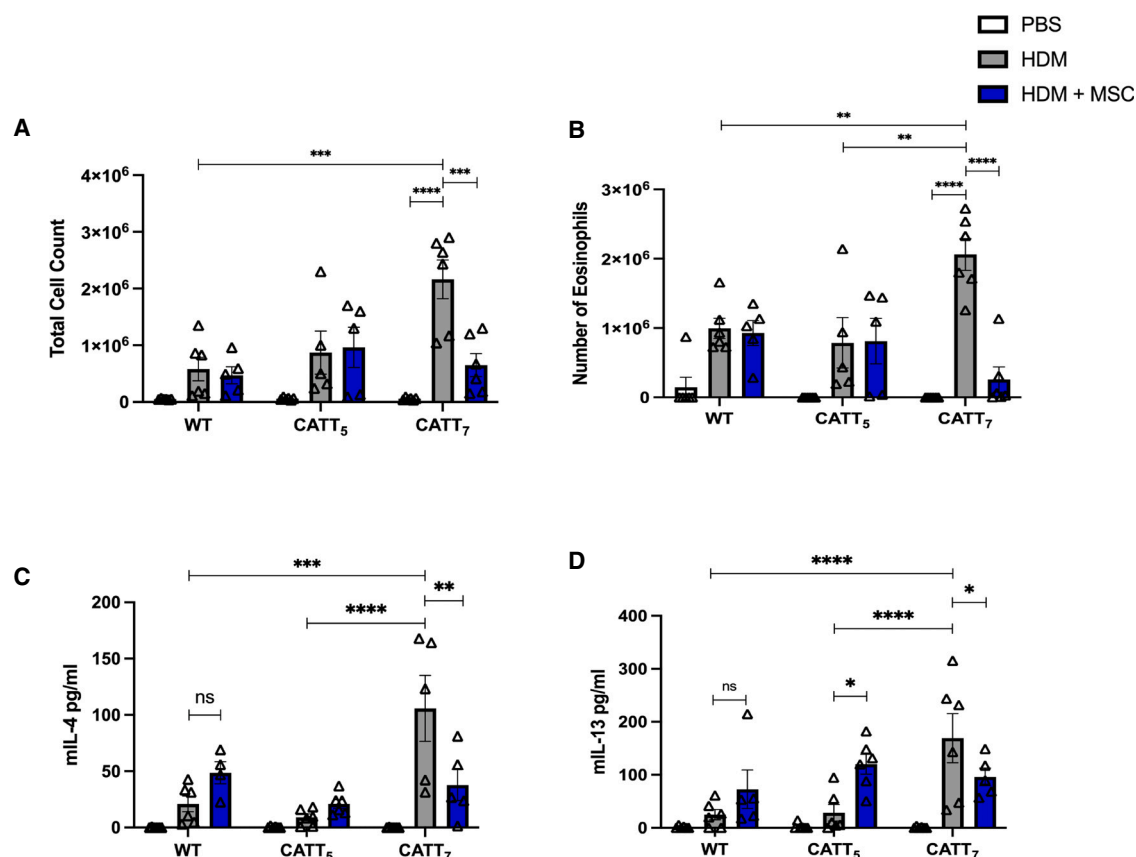 PBS
HDM
HDM + MSC
A
***
***
****
4×10⁶
3×10⁶
2×10⁶
1×10⁶
0
Total Cell Count
WT
CATT₅
CATT₇
B
**
**
****
****
3×10⁶
2×10⁶
1×10⁶
0
Number of Eosinophils
WT
CATT₅
CATT₇
C
***
**
****
ns
200
150
100
50
0
mIL-4 pg/ml
WT
CATT₅
CATT₇
D
****
*
****
*
ns
400
300
200
100
0
mIL-13 pg/ml
WT
CATT₅
CATT₇